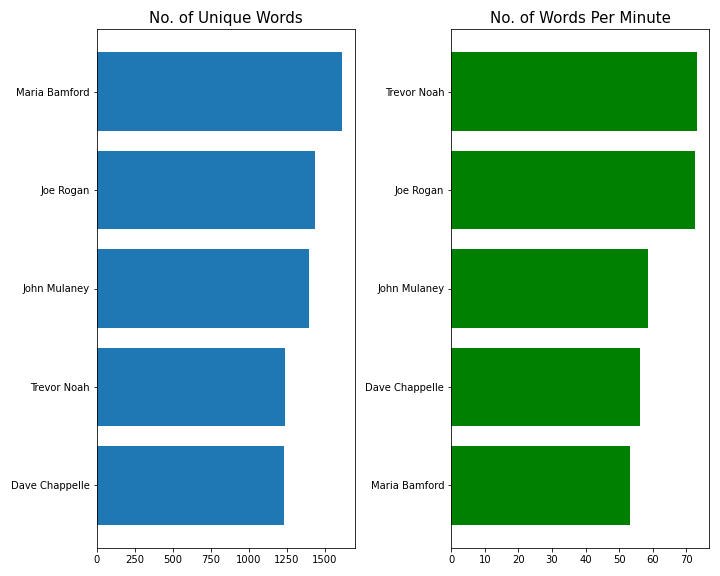 No. of Unique Words
Maria Bamford
Joe Rogan
John Mulaney
Trevor Noah
Dave Chappelle
0 250 500 750 1000 1250 1500
No. of Words Per Minute
Trevor Noah
Joe Rogan
John Mulaney
Dave Chappelle
Maria Bamford
0 10 20 30 40 50 60 70